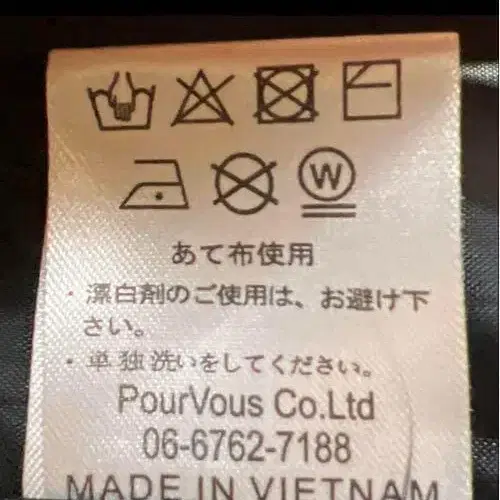 W
あて布使用
・漂白剤のご使用は、お避け下
さい。
・単独洗いをしてください。
PourVous Co.Ltd
06-6762-7188
MADE IN VIETNAM